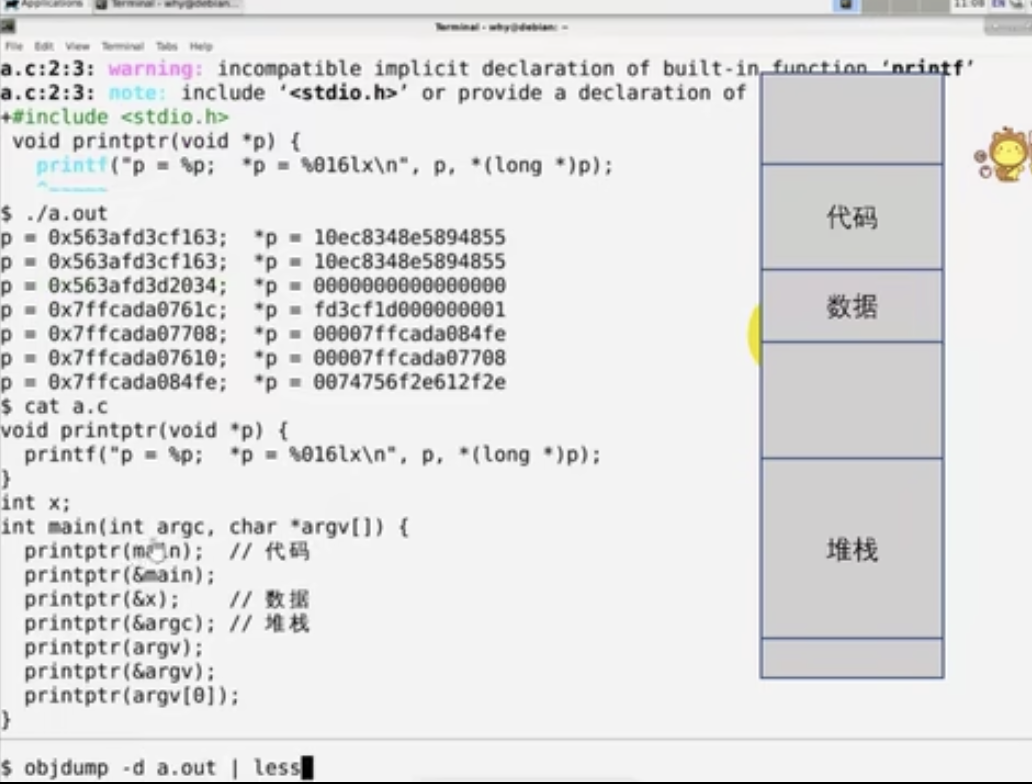 Applications Terminal - why@debian... 11:08 EN
Terminal - why@debian: ~
File Edit View Terminal Tabs Help
a.c:2:3: warning: incompatible implicit declaration of built-in function ‘printf’
a.c:2:3: note: include ‘<stdio.h>’ or provide a declaration of
+#include <stdio.h>
void printptr(void *p) {
printf("p = %p;  *p = %016lx\n", p, *(long *)p);
^~~~~~
$ ./a.out
p = 0x563afd3cf163;  *p = 10ec8348e5894855
p = 0x563afd3cf163;  *p = 10ec8348e5894855
p = 0x563afd3d2034;  *p = 0000000000000000
p = 0x7ffcada0761c;  *p = fd3cf1d000000001
p = 0x7ffcada07708;  *p = 00007ffcada084fe
p = 0x7ffcada07610;  *p = 00007ffcada07708
p = 0x7ffcada084fe;  *p = 0074756f2e612f2e
$ cat a.c
void printptr(void *p) {
  printf("p = %p;  *p = %016lx\n", p, *(long *)p);
}
int x;
int main(int argc, char *argv[]) {
  printptr(main);  // 代码
  printptr(&main);
  printptr(&x);    // 数据
  printptr(&argc); // 堆栈
  printptr(argv);
  printptr(&argv);
  printptr(argv[0]);
}
$ objdump -d a.out | less
代码
数据
堆栈